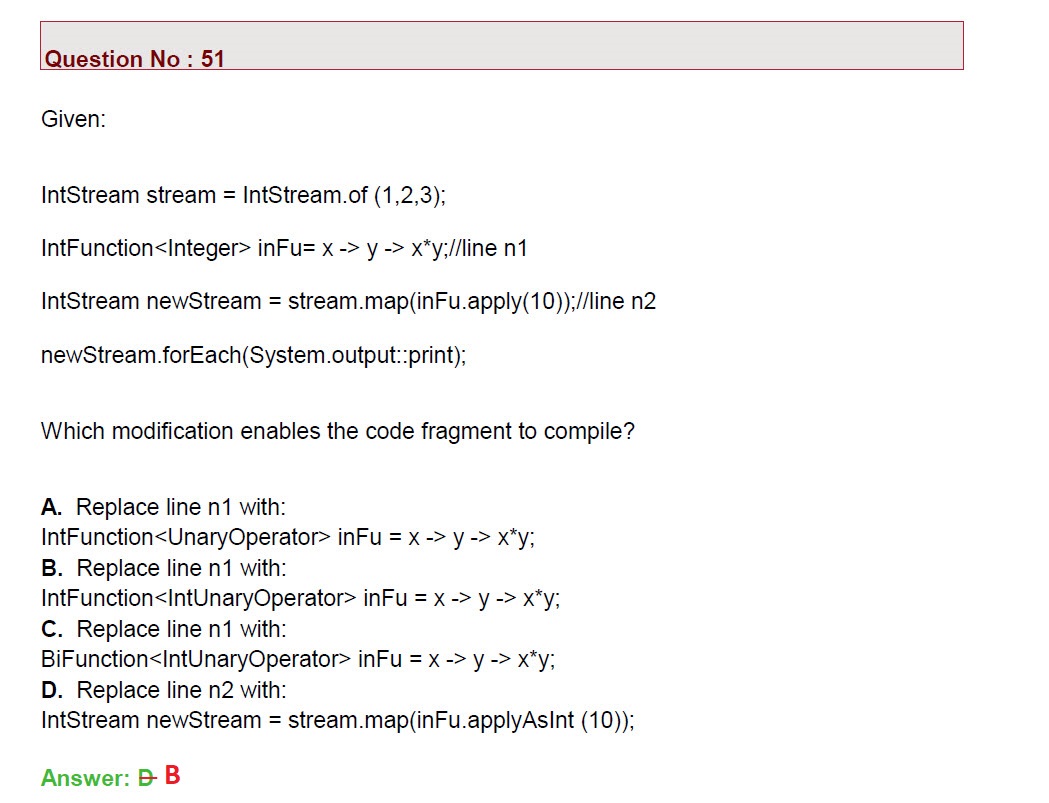 Question No : 51
Given:
IntStream stream = IntStream.of (1,2,3);
IntFunction<Integer> inFu= x -> y -> x*y;//line n1
IntStream newStream = stream.map(inFu.apply(10));//line n2
newStream.forEach(System.output::print);
Which modification enables the code fragment to compile?
A. Replace line n1 with:
IntFunction<UnaryOperator> inFu = x -> y -> x*y;
B. Replace line n1 with:
IntFunction<IntUnaryOperator> inFu = x -> y -> x*y;
C. Replace line n1 with:
BiFunction<IntUnaryOperator> inFu = x -> y -> x*y;
D. Replace line n2 with:
IntStream newStream = stream.map(inFu.applyAsInt (10));
Answer: D B